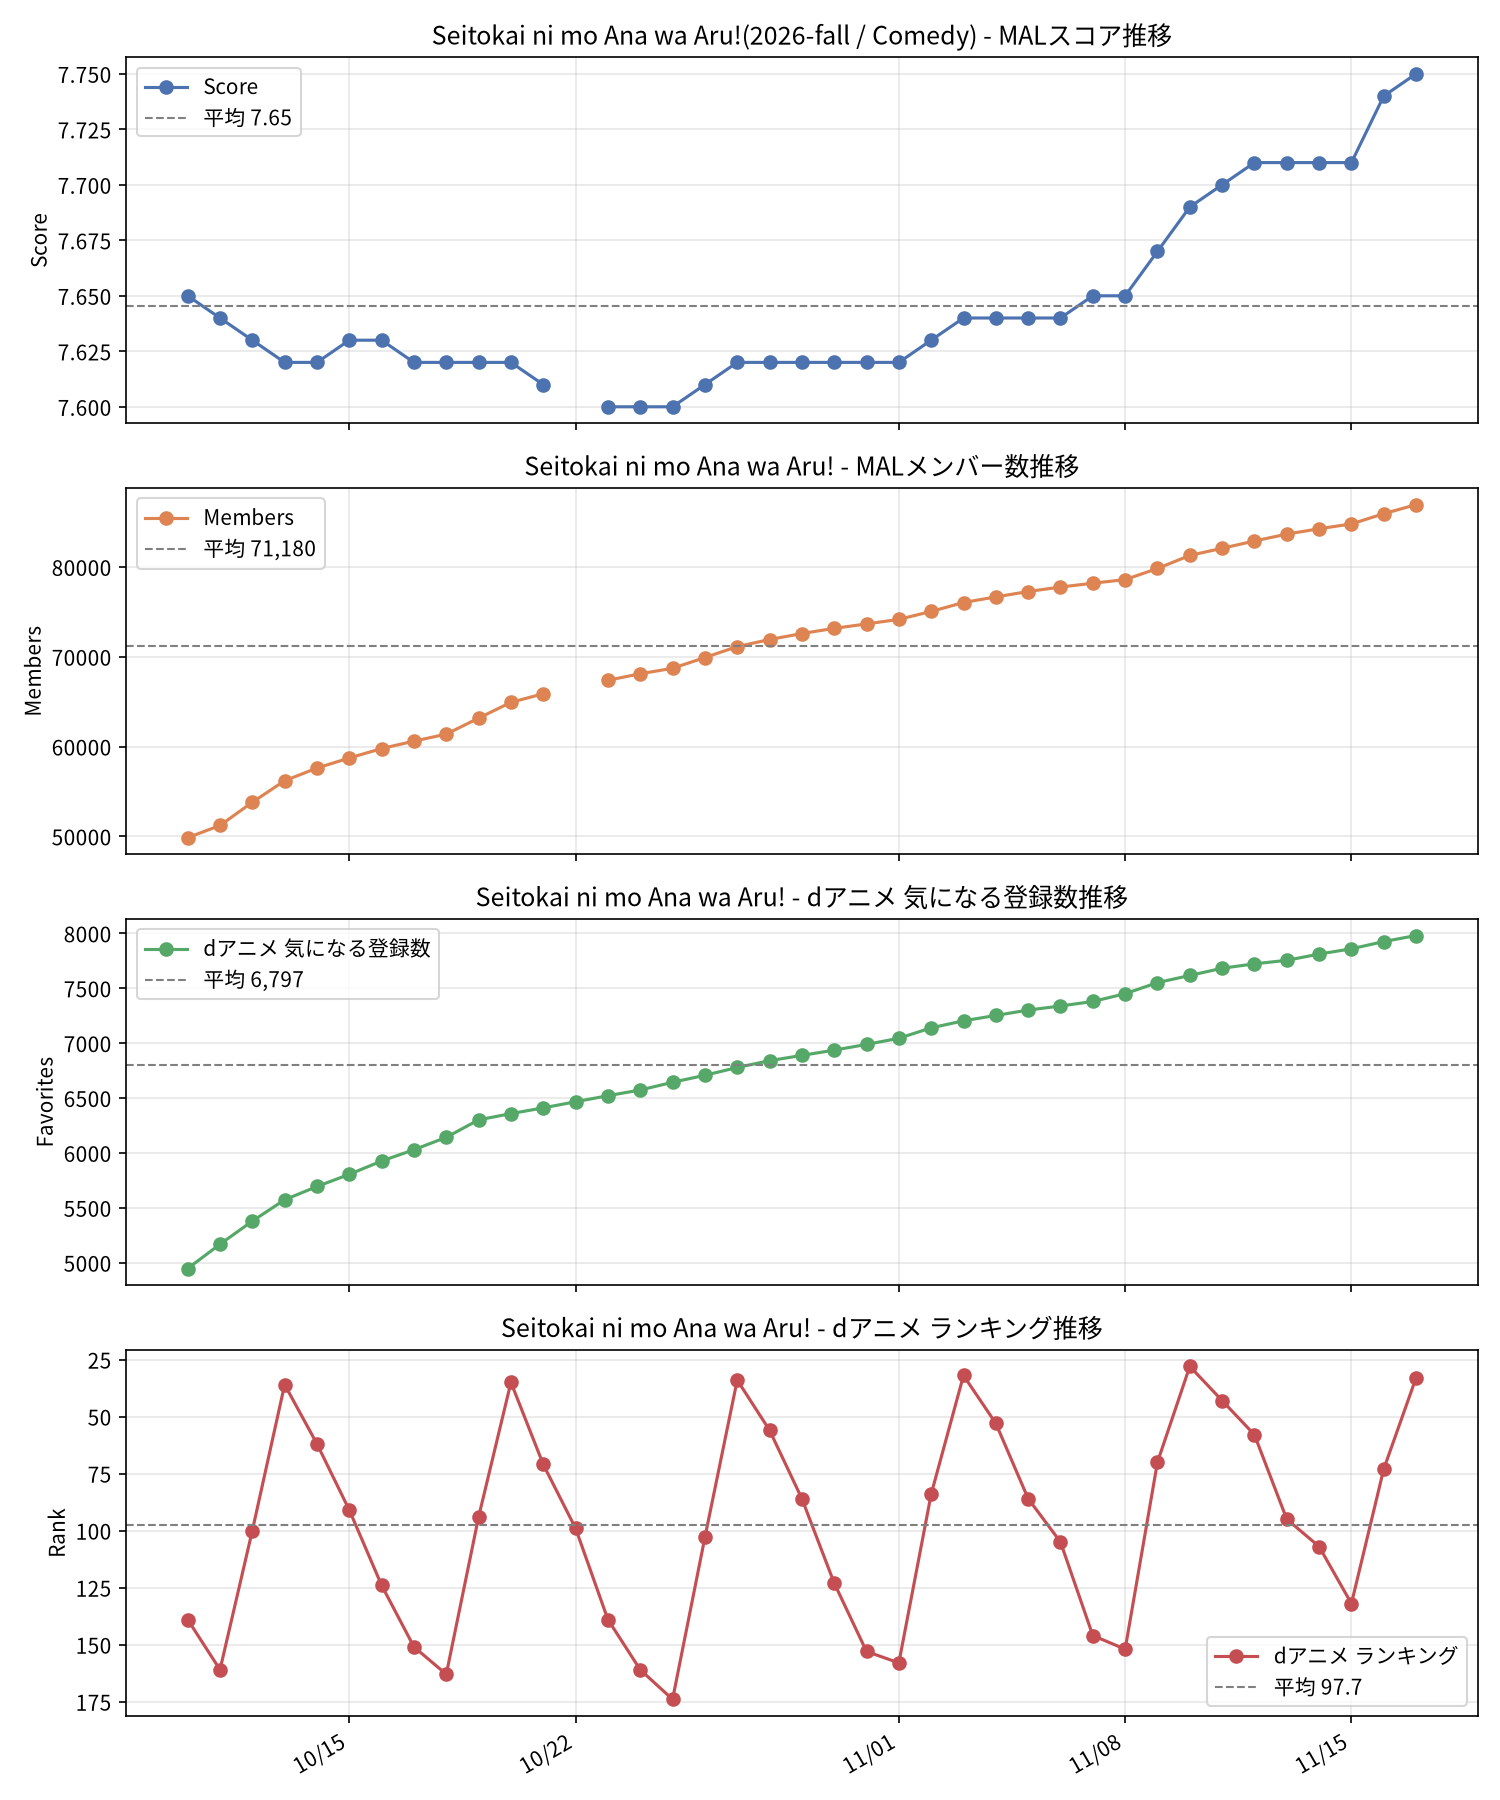 Seitokai ni mo Ana wa Aru!(2026-fall / Comedy) - MALスコア推移
Score
平均 7.65
7.750
7.725
7.700
7.675
7.650
7.625
7.600
Score
Seitokai ni mo Ana wa Aru! - MALメンバー数推移
Members
平均 71,180
80000
70000
60000
50000
Members
Seitokai ni mo Ana wa Aru! - dアニメ 気になる登録数推移
dアニメ 気になる登録数
平均 6,797
8000
7500
7000
6500
6000
5500
5000
Favorites
Seitokai ni mo Ana wa Aru! - dアニメ ランキング推移
25
50
75
100
125
150
175
Rank
dアニメ ランキング
平均 97.7
10/15
10/22
11/01
11/08
11/15